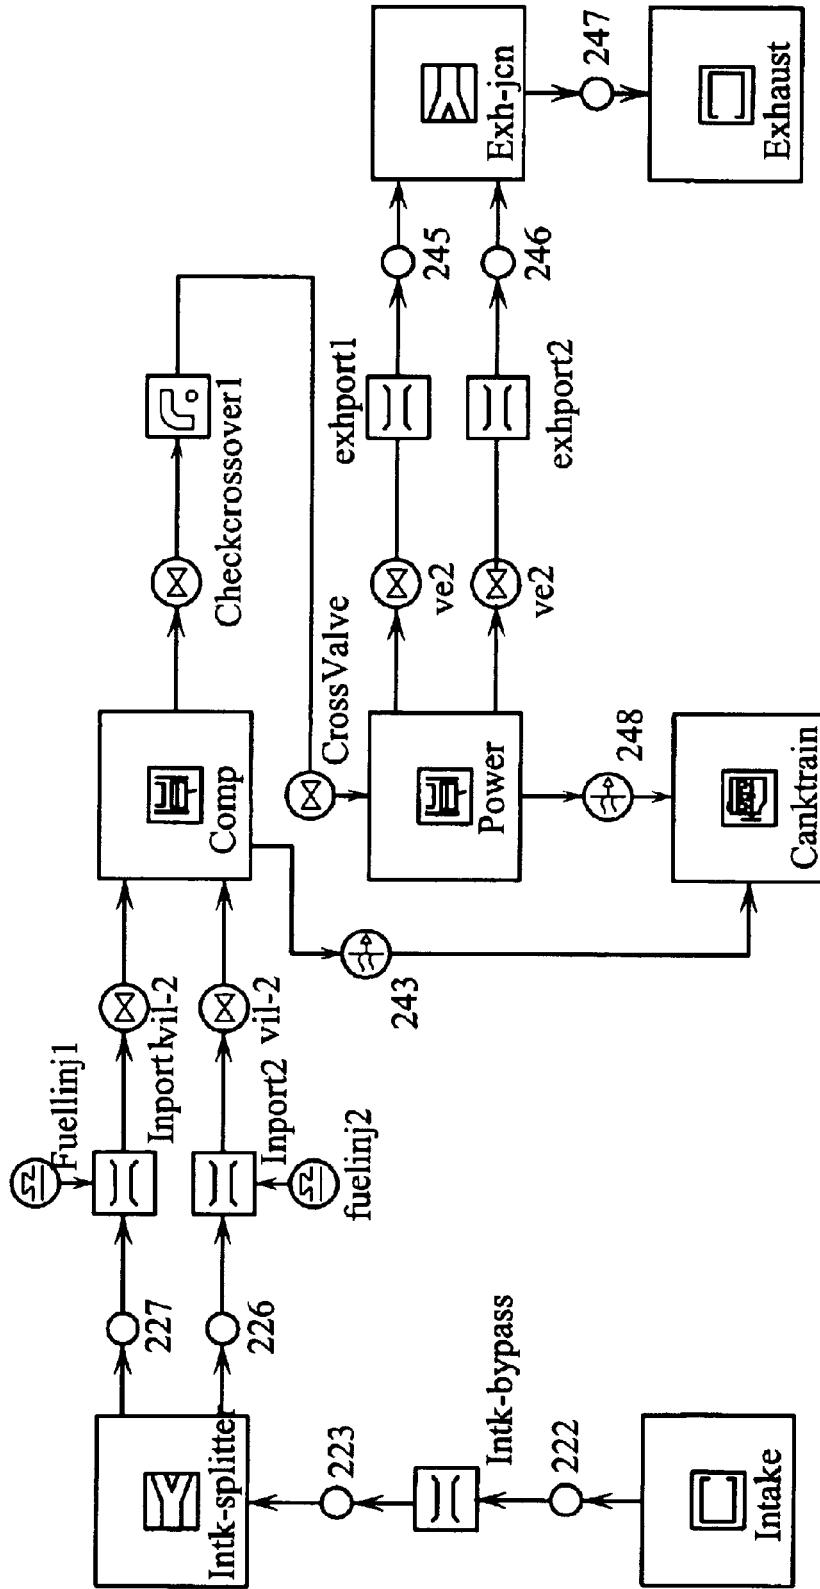 Fuellinj1
227
Inport1
vil-2
Comp
Checkcrossover1
Intk-splitter
226
Inport2
vil-2
fuelinj2
223
Intk-bypass
222
Intake
243
CrossValve
Power
248
Canktrain
ve2
exhport1
245
ve2
exhport2
246
Exh-jcn
247
Exhaust